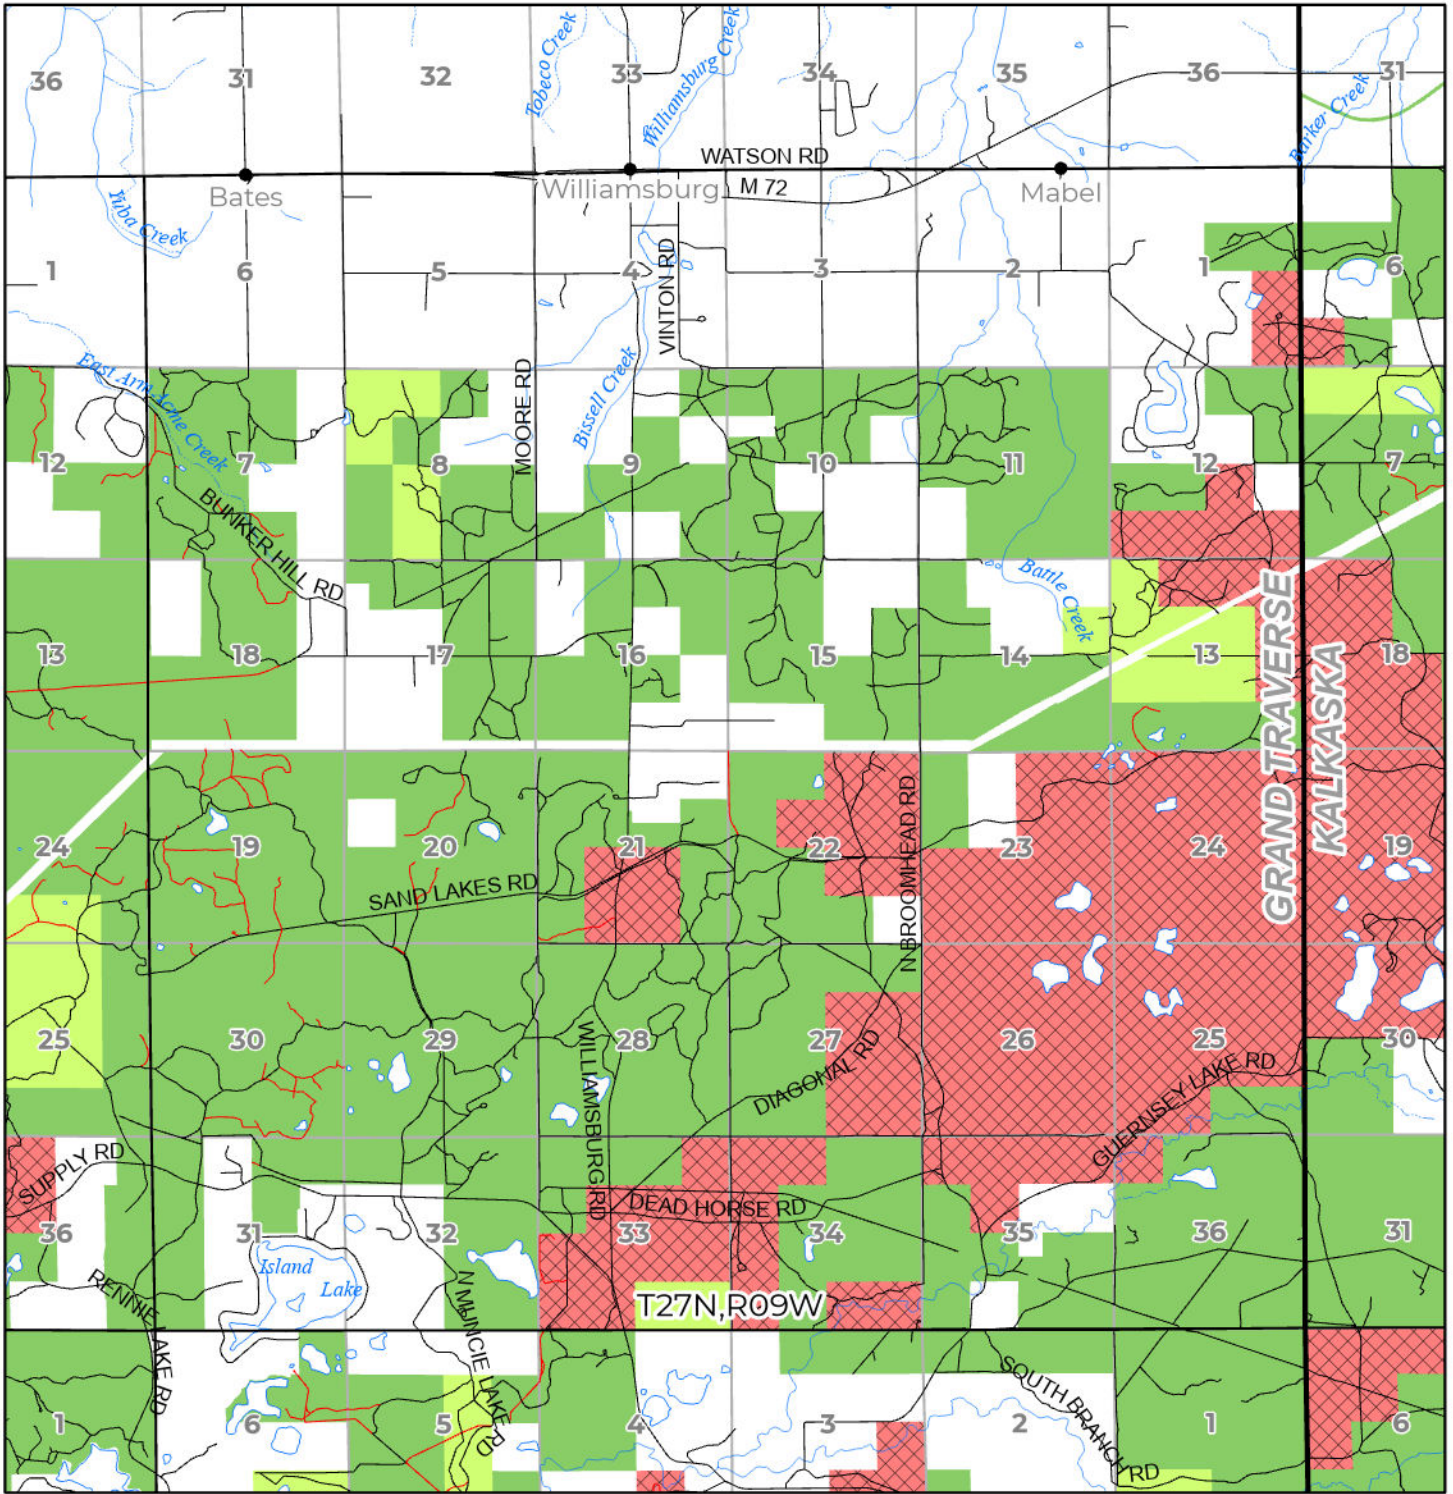 36
31
32
33
34
35
36
31
Tobeco Creek
Williamsburg Creek
Barker Creek
WATSON RD
M 72
Bates
Williamsburg
Mabel
Yuba Creek
1
6
5
4
3
2
1
6
VINTON RD
East Arm Acme Creek
MOORE RD
Bissell Creek
12
7
8
9
10
11
12
7
BUNKER HILL RD
Battle Creek
13
18
17
16
15
14
13
18
GRAND TRAVERSE
KALKASKA
24
19
20
21
22
23
24
19
N BROOMHEAD RD
SAND LAKES RD
25
30
29
28
27
26
25
30
WILLIAMSBURG RD
DIAGONAL RD
GUERNSEY LAKE RD
SUPPLY RD
DEAD HORSE RD
36
31
32
33
34
35
36
31
Island
Lake
RENNIE LAKE RD
N MUNCIE LAKE RD
T27N,R09W
SOUTH BRANCH RD
1
6
5
4
3
2
1
6